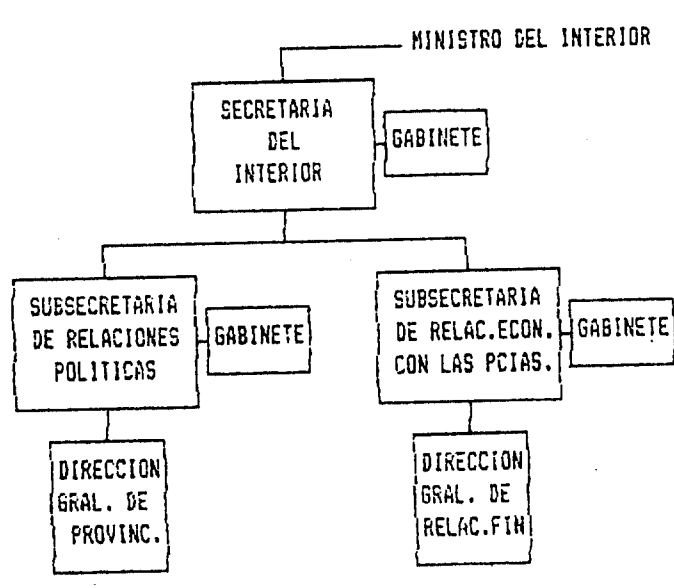 MINISTRO DEL INTERIOR
SECRETARIA
DEL
INTERIOR
GABINETE
SUBSECRETARIA
DE RELACIONES
POLITICAS
GABINETE
SUBSECRETARIA
DE RELAC.ECON.
CON LAS PCIAS.
GABINETE
DIRECCION
GRAL. DE
PROVINC.
DIRECCION
GRAL. DE
RELAC.FIN